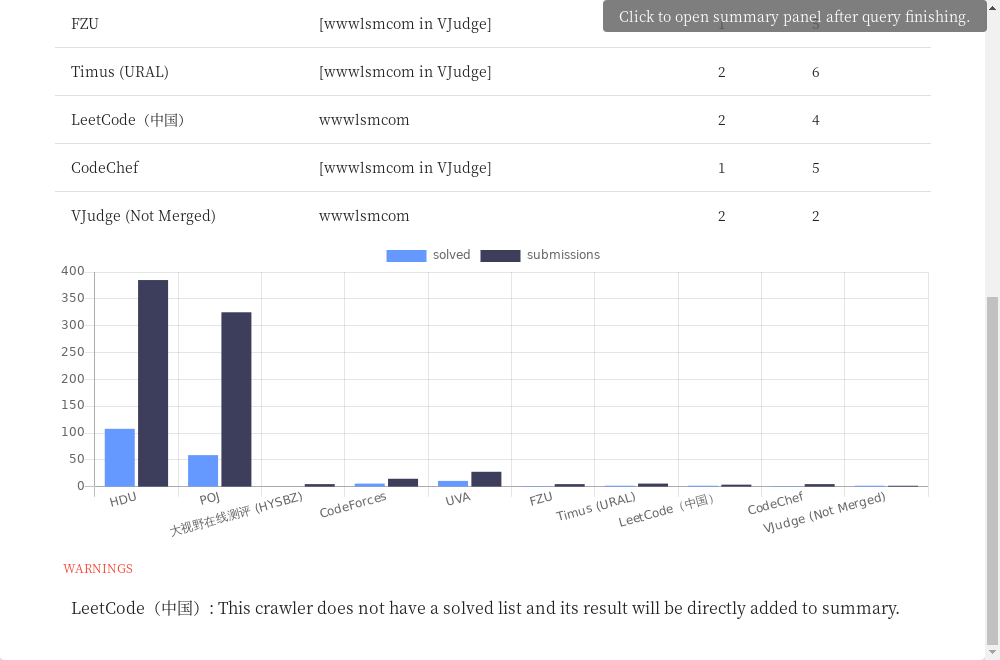 Click to open summary panel after query finishing.
FZU [wwwlsmcom in VJudge] 1 5
Timus (URAL) [wwwlsmcom in VJudge] 2 6
LeetCode（中国） wwwlsmcom 2 4
CodeChef [wwwlsmcom in VJudge] 1 5
VJudge (Not Merged) wwwlsmcom 2 2
solved submissions
400
350
300
250
200
150
100
50
0
HDU POJ 大视野在线测评 (HYSBZ) CodeForces UVA FZU Timus (URAL) LeetCode（中国） CodeChef VJudge (Not Merged)
WARNINGS
LeetCode（中国）: This crawler does not have a solved list and its result will be directly added to summary.